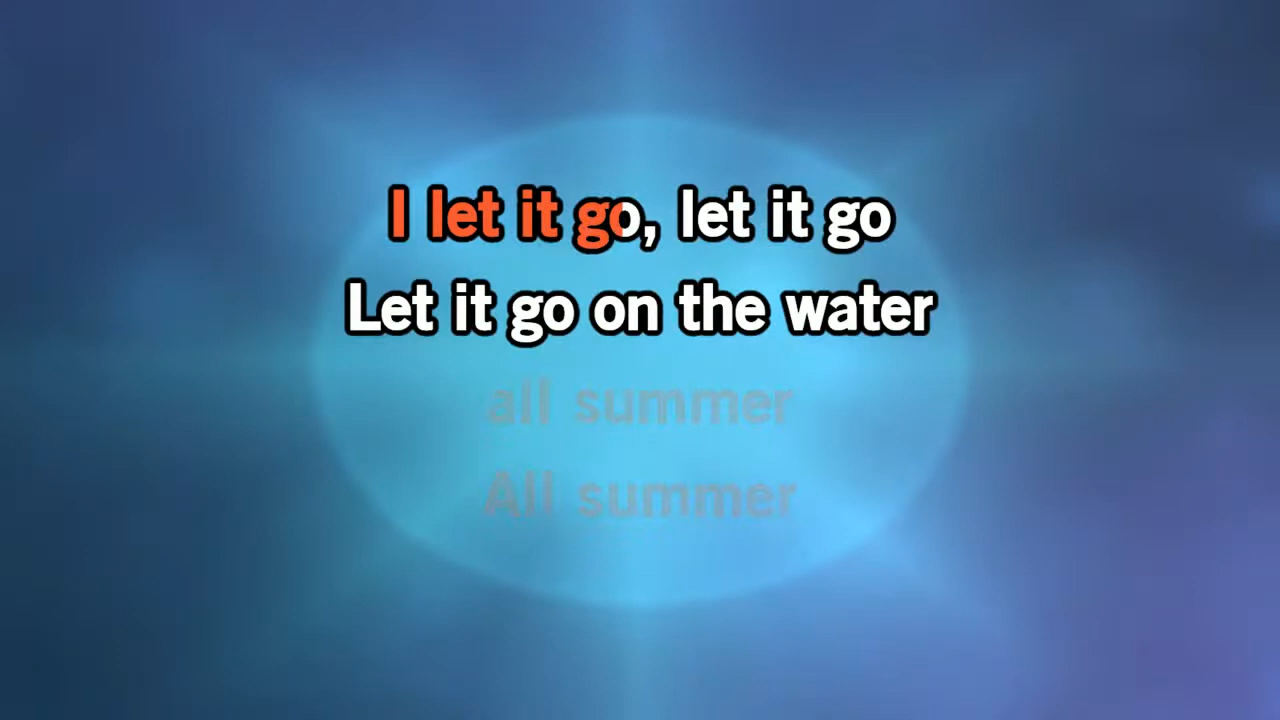 I let it go, let it go
Let it go on the water
all summer
All summer